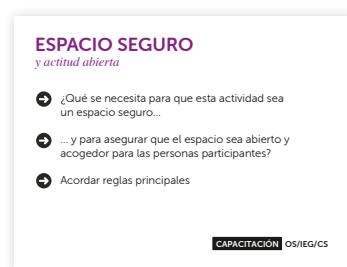 ESPACIO SEGURO
y actitud abierta
¿Qué se necesita para que esta actividad sea
un espacio seguro...
... y para asegurar que el espacio sea abierto y
acogedor para las personas participantes?
Acordar reglas principales
CAPACITACIÓN OS/IEG/CS